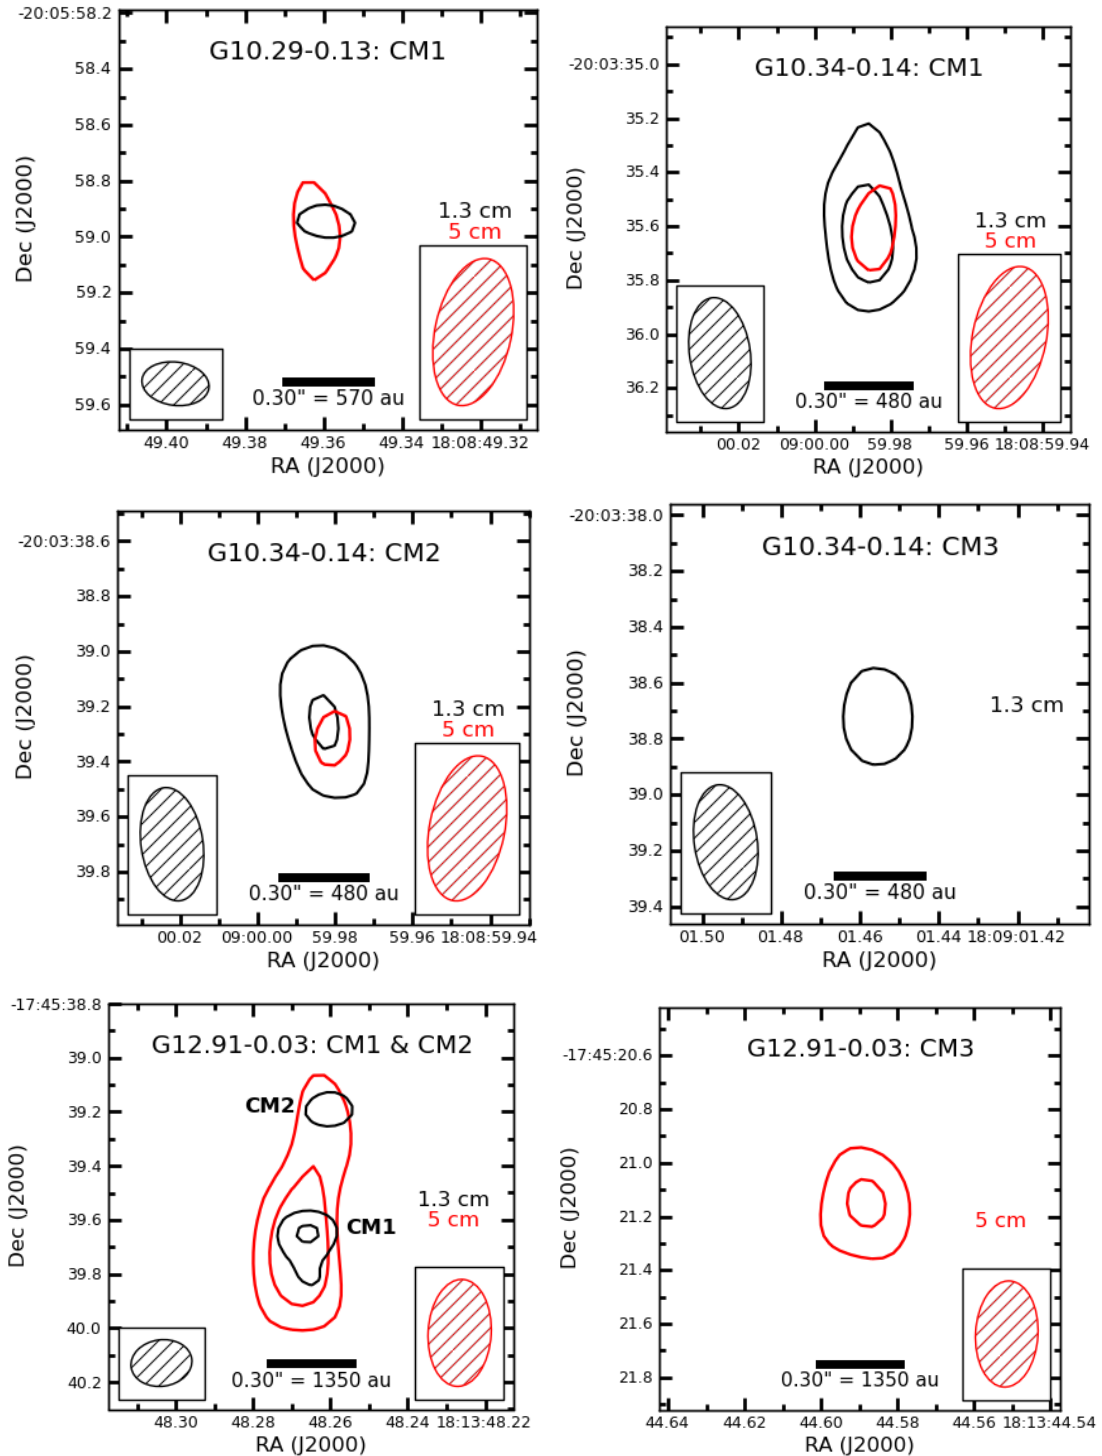 G10.29-0.13: CM1
-20:05:58.2
58.4
58.6
58.8
59.0
59.2
59.4
59.6
Dec (J2000)
1.3 cm
5 cm
0.30" = 570 au
49.40
49.38
49.36
49.34
18:08:49.32
RA (J2000)
G10.34-0.14: CM1
-20:03:35.0
35.2
35.4
35.6
35.8
36.0
36.2
Dec (J2000)
1.3 cm
5 cm
0.30" = 480 au
00.02
09:00.00
59.98
59.96
18:08:59.94
RA (J2000)
G10.34-0.14: CM2
-20:03:38.6
38.8
39.0
39.2
39.4
39.6
39.8
Dec (J2000)
1.3 cm
5 cm
0.30" = 480 au
00.02
09:00.00
59.98
59.96
18:08:59.94
RA (J2000)
G10.34-0.14: CM3
-20:03:38.0
38.2
38.4
38.6
38.8
39.0
39.2
39.4
Dec (J2000)
1.3 cm
0.30" = 480 au
01.50
01.48
01.46
01.44
18:09:01.42
RA (J2000)
G12.91-0.03: CM1 & CM2
-17:45:38.8
39.0
39.2
39.4
39.6
39.8
40.0
40.2
Dec (J2000)
CM2
CM1
1.3 cm
5 cm
0.30" = 1350 au
48.30
48.28
48.26
48.24
18:13:48.22
RA (J2000)
G12.91-0.03: CM3
-17:45:20.6
20.8
21.0
21.2
21.4
21.6
21.8
Dec (J2000)
5 cm
0.30" = 1350 au
44.64
44.62
44.60
44.58
44.56
18:13:44.54
RA (J2000)